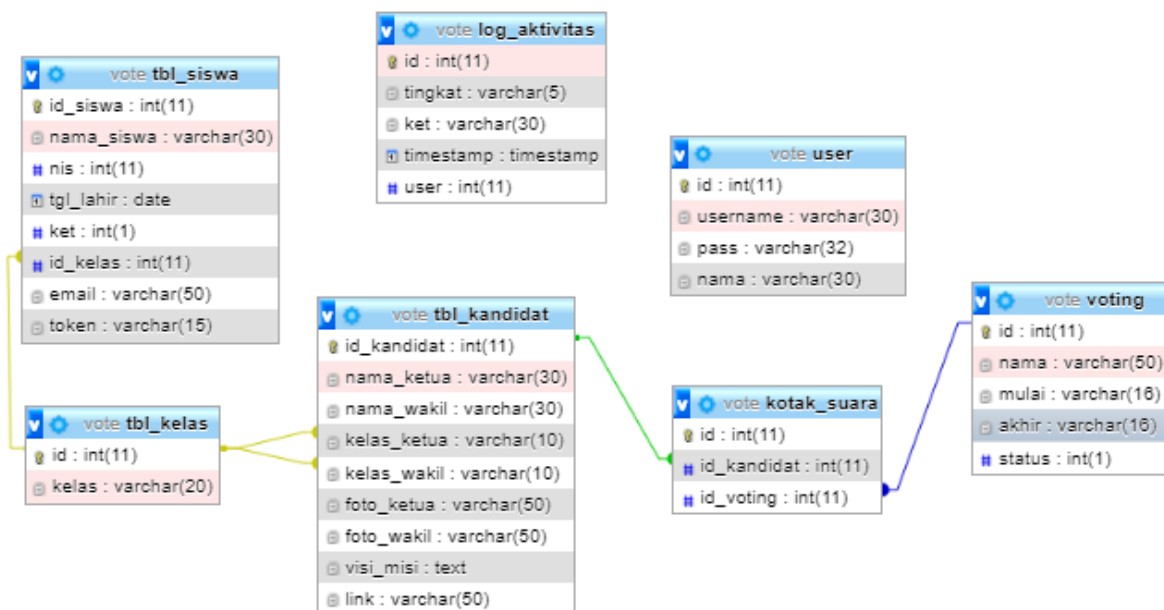 vote tbl_siswa
id_siswa : int(11)
nama_siswa : varchar(30)
nis : int(11)
tgl_lahir : date
ket : int(1)
id_kelas : int(11)
email : varchar(50)
token : varchar(15)
vote tbl_kelas
id : int(11)
kelas : varchar(20)
vote log_aktivitas
id : int(11)
tingkat : varchar(5)
ket : varchar(30)
timestamp : timestamp
user : int(11)
vote tbl_kandidat
id_kandidat : int(11)
nama_ketua : varchar(30)
nama_wakil : varchar(30)
kelas_ketua : varchar(10)
kelas_wakil : varchar(10)
foto_ketua : varchar(50)
foto_wakil : varchar(50)
visi_misi : text
link : varchar(50)
vote user
id : int(11)
username : varchar(30)
pass : varchar(32)
nama : varchar(30)
vote kotak_suara
id : int(11)
id_kandidat : int(11)
id_voting : int(11)
vote voting
id : int(11)
nama : varchar(50)
mulai : varchar(16)
akhir : varchar(16)
status : int(1)